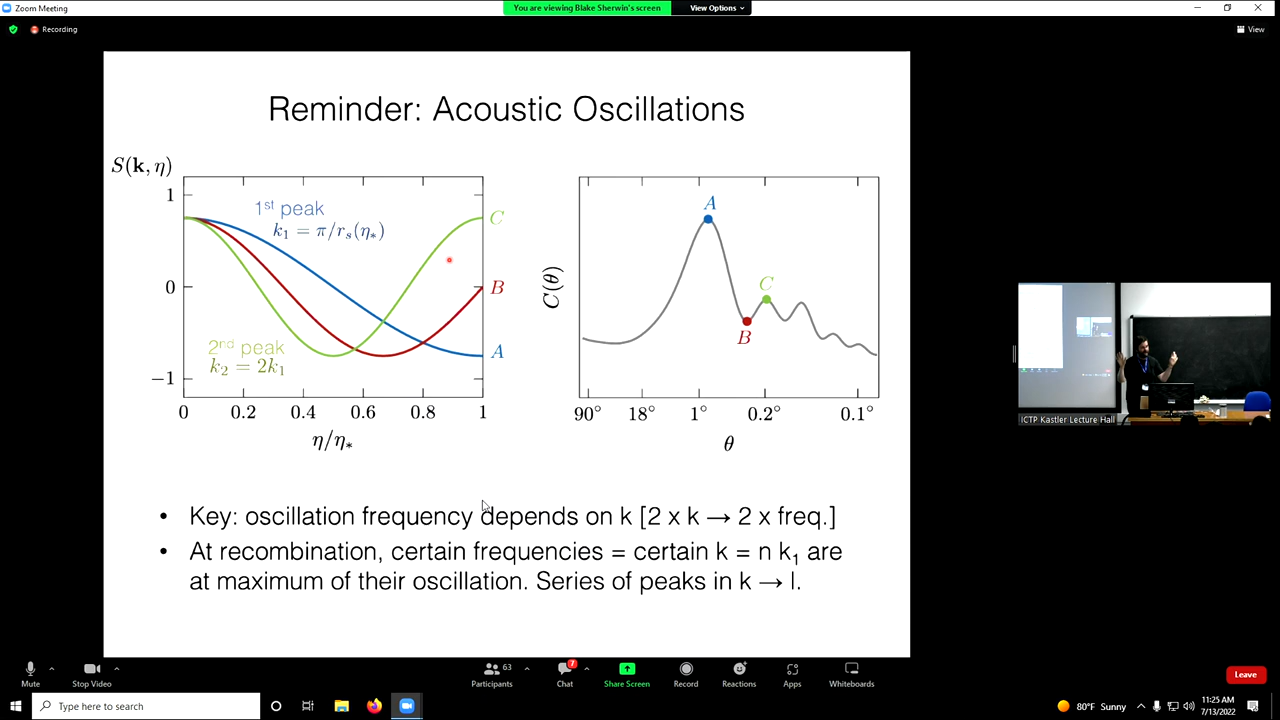 Zoom Meeting
You are viewing Blake Sherwin's screen
View Options
Recording
View
Reminder: Acoustic Oscillations
S(k, η)
1
0
−1
1st peak
k₁ = π/rₛ(η*)
2nd peak
k₂ = 2k₁
C
B
A
0 0.2 0.4 0.6 0.8 1
η/η*
C(θ)
A
B
C
90° 18° 1° 0.2° 0.1°
θ
• Key: oscillation frequency depends on k [2 x k → 2 x freq.]
• At recombination, certain frequencies = certain k = n k₁ are
at maximum of their oscillation. Series of peaks in k → l.
ICTP Kastler Lecture Hall
Mute
Stop Video
Participants
63
Chat
7
Share Screen
Record
Reactions
Apps
Whiteboards
Leave
Type here to search
80°F Sunny
11:25 AM
7/13/2022